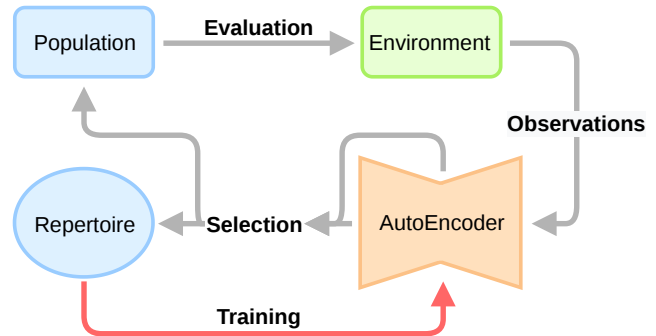 Evaluation
Population
Environment
Observations
Repertoire
Selection
AutoEncoder
Training